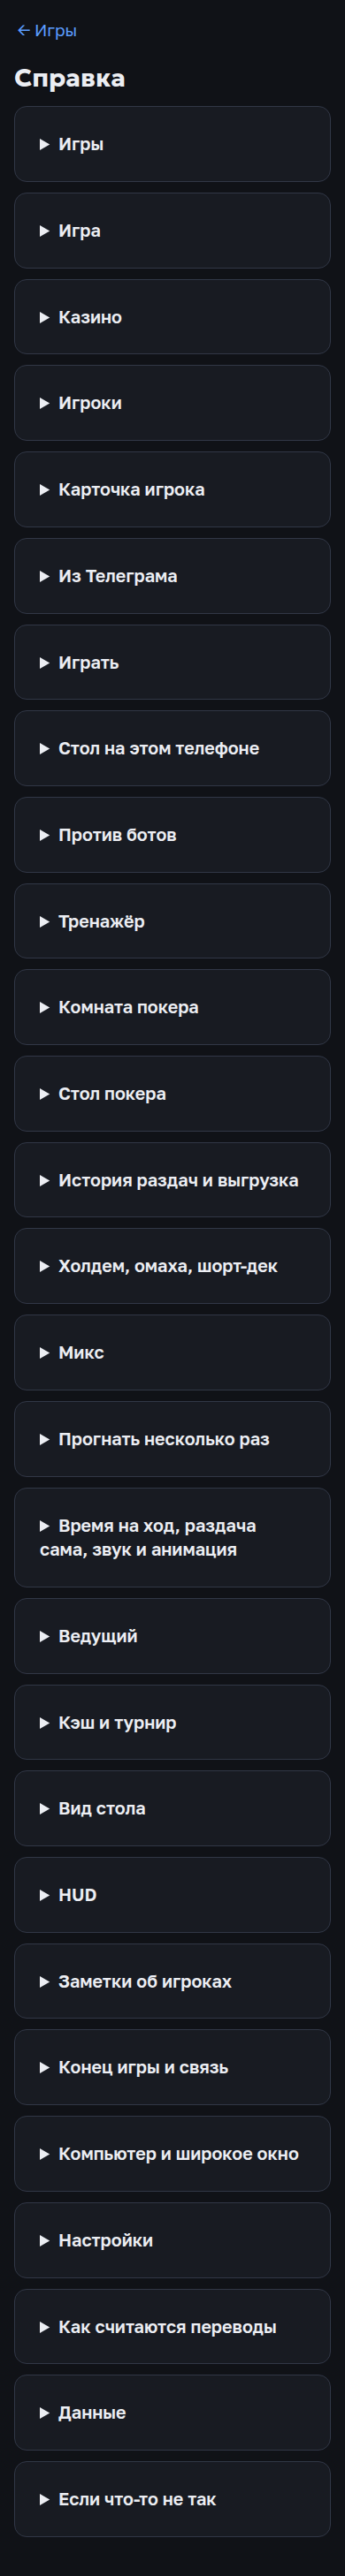 ← Игры
Справка
▶ Игры
▶ Игра
▶ Казино
▶ Игроки
▶ Карточка игрока
▶ Из Телеграма
▶ Играть
▶ Стол на этом телефоне
▶ Против ботов
▶ Тренажёр
▶ Комната покера
▶ Стол покера
▶ История раздач и выгрузка
▶ Холдем, омаха, шорт-дек
▶ Микс
▶ Прогнать несколько раз
▶ Время на ход, раздача
сама, звук и анимация
▶ Ведущий
▶ Кэш и турнир
▶ Вид стола
▶ HUD
▶ Заметки об игроках
▶ Конец игры и связь
▶ Компьютер и широкое окно
▶ Настройки
▶ Как считаются переводы
▶ Данные
▶ Если что-то не так